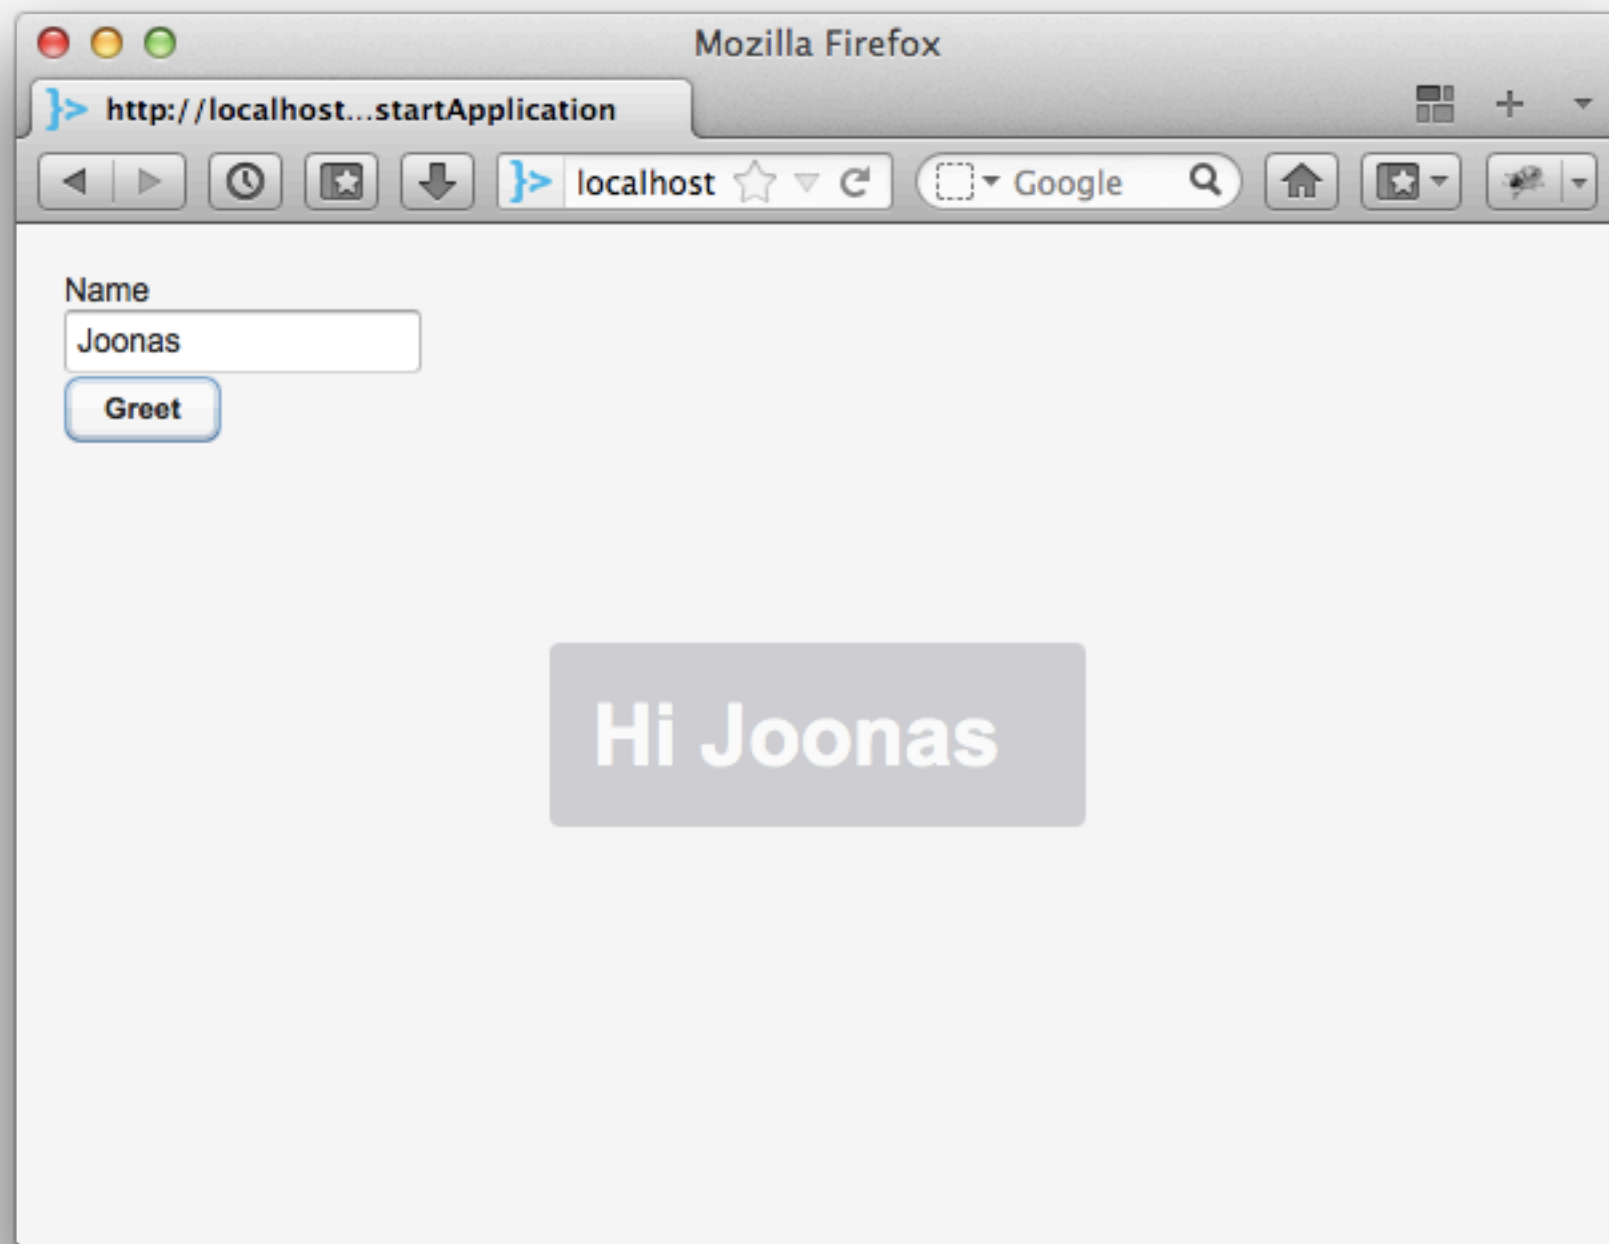 Mozilla Firefox
}> http://localhost...startApplication
}> localhost
Google
Name
Joonas
Greet
Hi Joonas